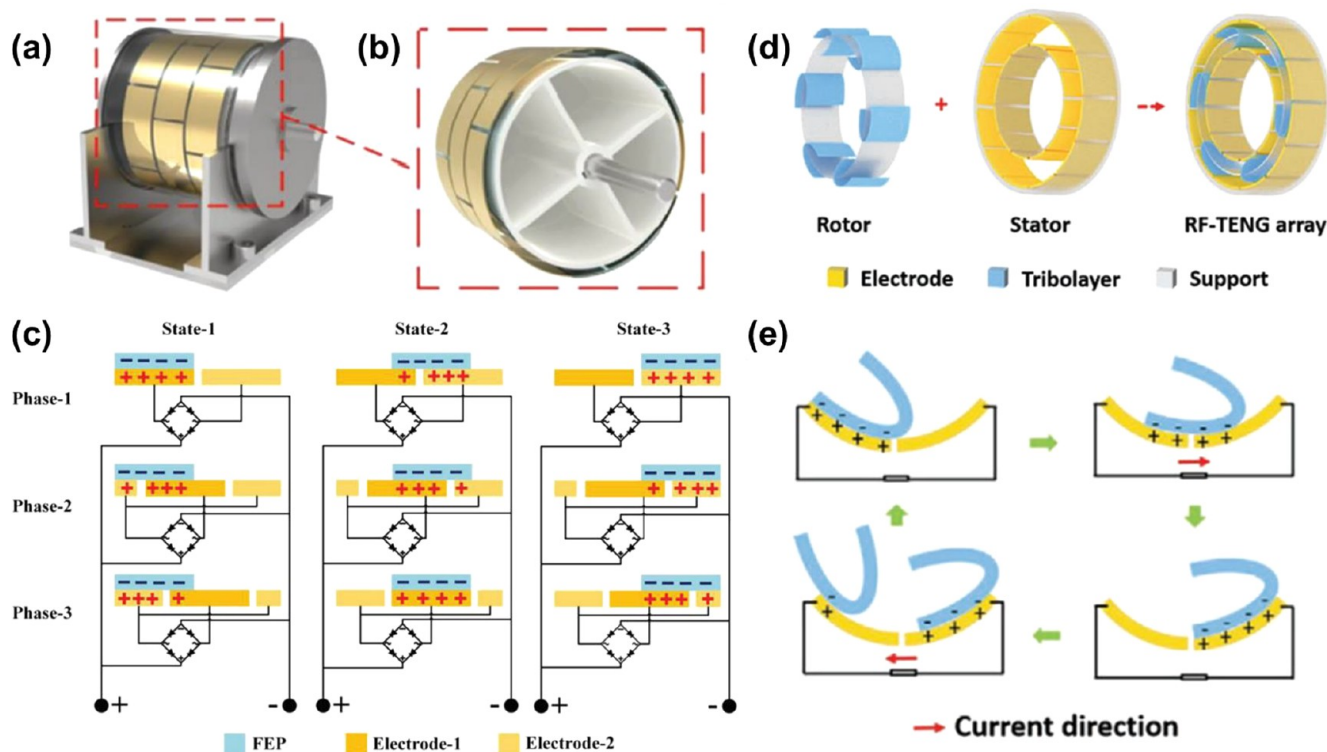 (a)
(b)
(d)
+
Rotor
Stator
RF-TENG array
Electrode
Tribolayer
Support
(c)
State-1
State-2
State-3
Phase-1
− − − −
+ + + +
− − − −
+ +++
− − − −
+ + + +
Phase-2
− − − −
+ +++
− − − −
+++ +
− − − −
+ +++
Phase-3
− − − −
+++ +
− − − −
+ + + +
− − − −
+++ +
+ - + - + -
FEP
Electrode-1
Electrode-2
(e)
- - - -
+ + + +
- - - -
+ + + +
- - - -
+ + + +
- - - -
+ + + +
Current direction